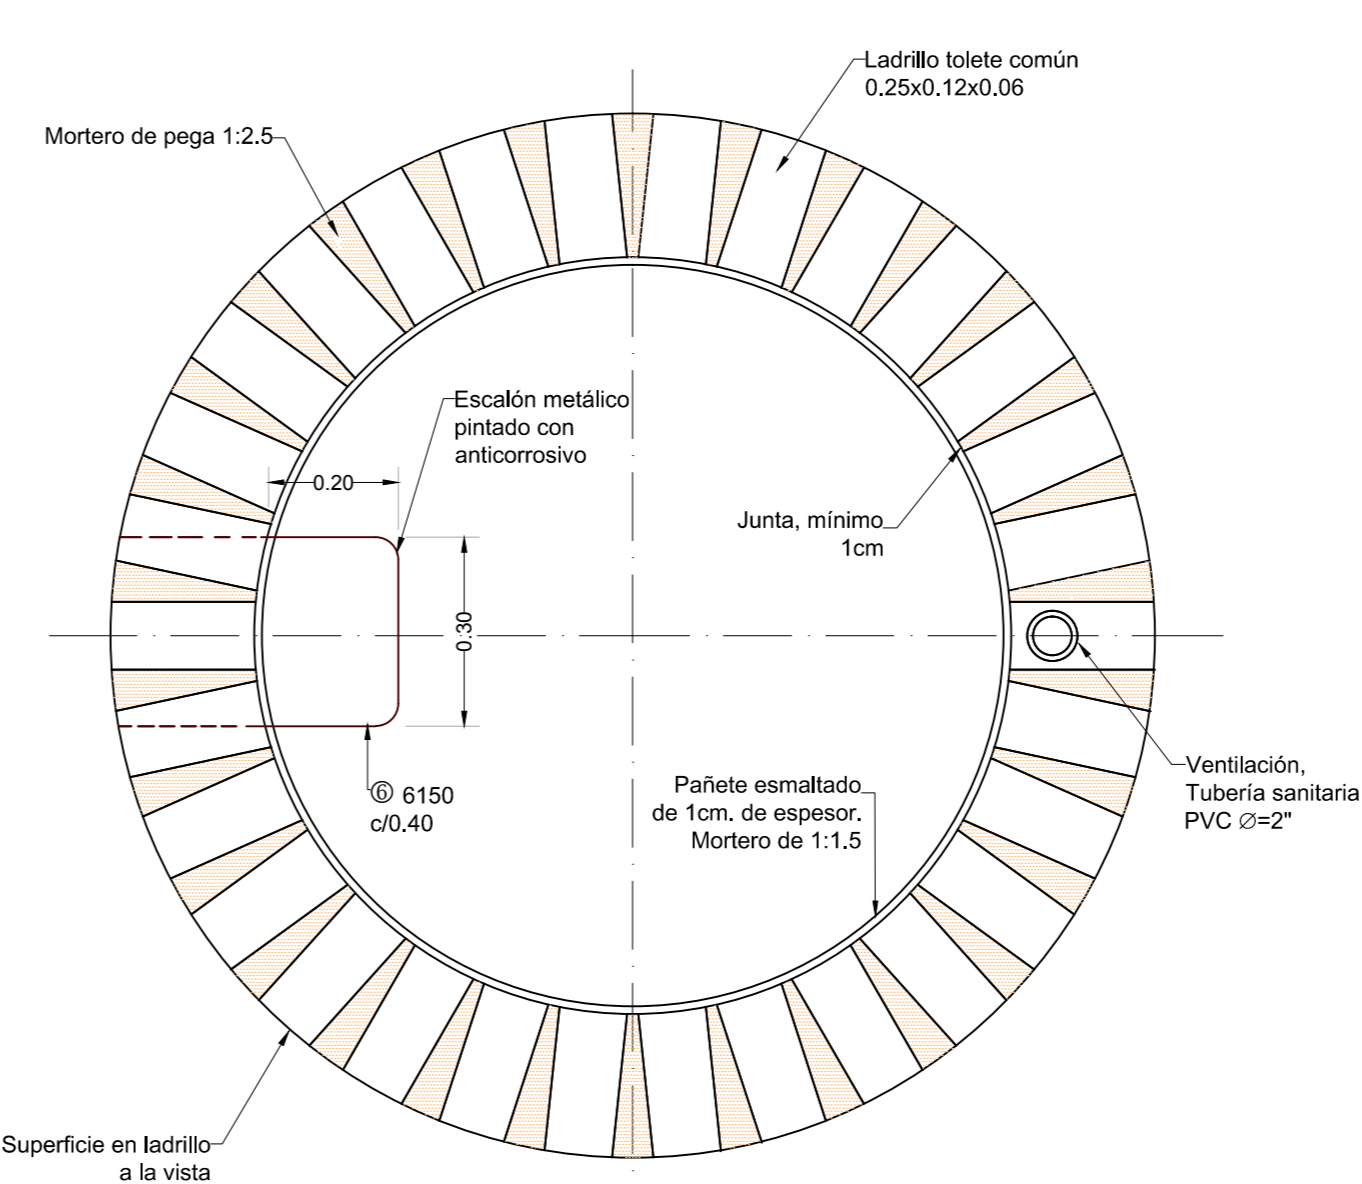 Ladrillo tolete común
0.25x0.12x0.06
Mortero de pega 1:2.5
Escalón metálico
pintado con
anticorrosivo
0.20
Junta, mínimo
1cm
0.30
Ventilación,
Tubería sanitaria
PVC ∅=2"
Pañete esmaltado
de 1cm. de espesor.
Mortero de 1:1.5
⑥ 6150
c/0.40
Superficie en ladrillo
a la vista